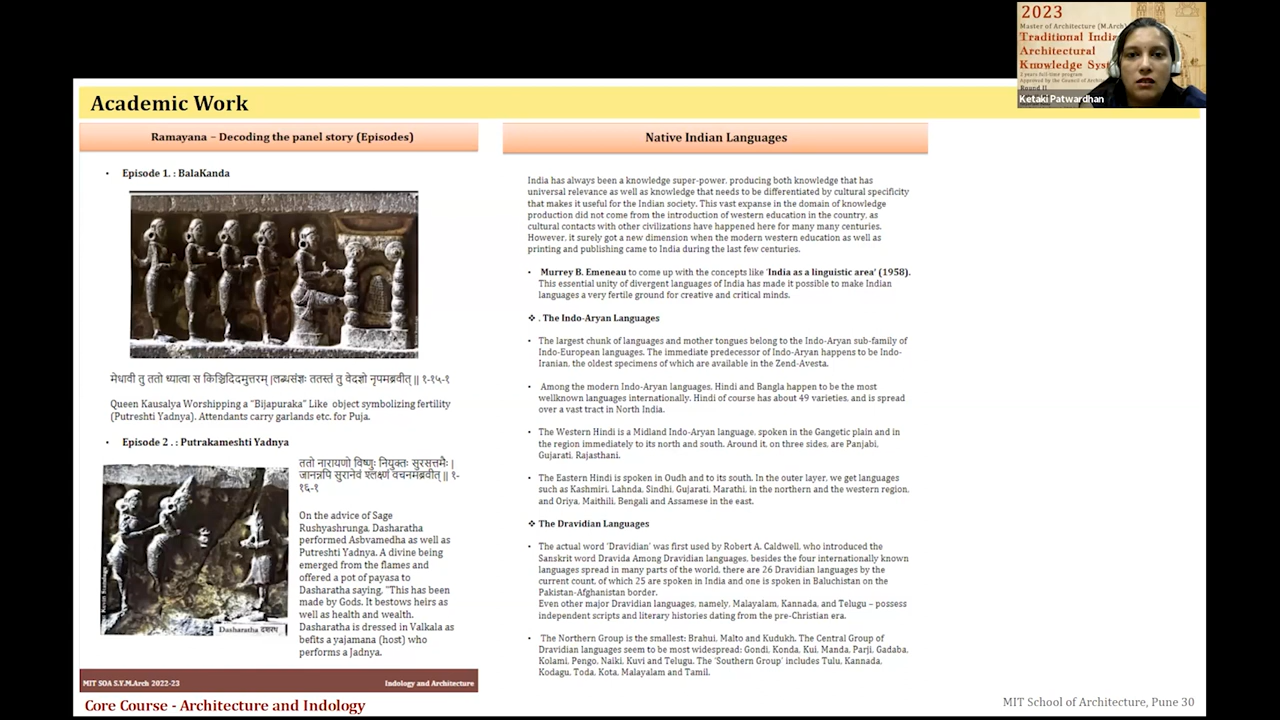 2023
Master of Architecture (M.Arch)
Traditional India
Architectural
Knowledge Sys
2 years full-time program
Approved by the Council of Archi
Round II
Ketaki Patwardhan
Academic Work
Ramayana – Decoding the panel story (Episodes)
• Episode 1. : BalaKanda
मेधावी तु ततो ध्यात्वा स किञ्चिदिदमुत्तरम् |लब्धसंज्ञः ततस्तं तु वेदज्ञो नृपमब्रवीत् || १-१५-१
Queen Kausalya Worshipping a "Bijapuraka" Like object symbolizing fertility
(Putreshti Yadnya). Attendants carry garlands etc. for Puja.
• Episode 2 . : Putrakameshti Yadnya
ततो नारायणो विष्णुः नियुक्तः सुरसत्तमैः |
जानन्नपि सुरानेवं श्लक्ष्णं वचनमब्रवीत् || १-
१६-१
On the advice of Sage
Rushyashrunga, Dasharatha
performed Asbvamedha as well as
Putreshti Yadnya. A divine being
emerged from the flames and
offered a pot of payasa to
Dasharatha saying, "This has been
made by Gods. It bestows heirs as
well as health and wealth.
Dasharatha is dressed in Valkala as
befits a yajamana (host) who
performs a Jadnya.
Dasharatha दशरथ
MIT SOA S.Y.M.Arch 2022-23
Indology and Architecture
Native Indian Languages
India has always been a knowledge super-power, producing both knowledge that has
universal relevance as well as knowledge that needs to be differentiated by cultural specificity
that makes it useful for the Indian society. This vast expanse in the domain of knowledge
production did not come from the introduction of western education in the country, as
cultural contacts with other civilizations have happened here for many many centuries.
However, it surely got a new dimension when the modern western education as well as
printing and publishing came to India during the last few centuries.
• Murrey B. Emeneau to come up with the concepts like 'India as a linguistic area' (1958).
This essential unity of divergent languages of India has made it possible to make Indian
languages a very fertile ground for creative and critical minds.
❖ . The Indo-Aryan Languages
• The largest chunk of languages and mother tongues belong to the Indo-Aryan sub-family of
Indo-European languages. The immediate predecessor of Indo-Aryan happens to be Indo-
Iranian, the oldest specimens of which are available in the Zend-Avesta.
• Among the modern Indo-Aryan languages, Hindi and Bangla happen to be the most
wellknown languages internationally. Hindi of course has about 49 varieties, and is spread
over a vast tract in North India.
• The Western Hindi is a Midland Indo-Aryan language, spoken in the Gangetic plain and in
the region immediately to its north and south. Around it, on three sides, are Panjabi,
Gujarati, Rajasthani.
• The Eastern Hindi is spoken in Oudh and to its south. In the outer layer, we get languages
such as Kashmiri, Lahnda, Sindhi, Gujarati, Marathi, in the northern and the western region,
and Oriya, Maithili, Bengali and Assamese in the east.
❖ The Dravidian Languages
• The actual word 'Dravidian' was first used by Robert A. Caldwell, who introduced the
Sanskrit word Dravida Among Dravidian languages, besides the four internationally known
languages spread in many parts of the world, there are 26 Dravidian languages by the
current count, of which 25 are spoken in India and one is spoken in Baluchistan on the
Pakistan-Afghanistan border.
Even other major Dravidian languages, namely, Malayalam, Kannada, and Telugu – possess
independent scripts and literary histories dating from the pre-Christian era.
• The Northern Group is the smallest: Brahui, Malto and Kudukh. The Central Group of
Dravidian languages seem to be most widespread: Gondi, Konda, Kui, Manda, Parji, Gadaba,
Kolami, Pengo, Naiki, Kuvi and Telugu. The 'Southern Group' includes Tulu, Kannada,
Kodagu, Toda, Kota, Malayalam and Tamil.
Core Course - Architecture and Indology
MIT School of Architecture, Pune 30